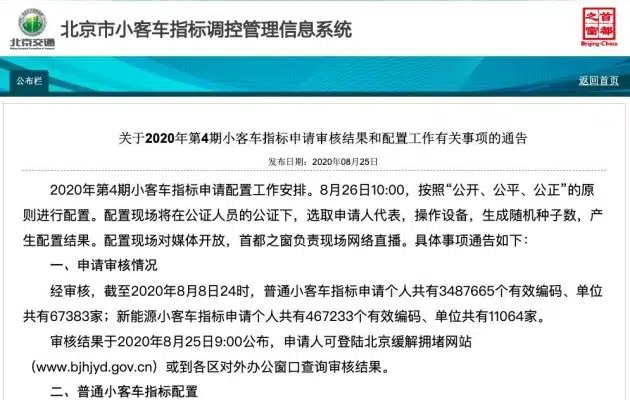 北京交通
北京市小客车指标调控管理信息系统
首都之窗
Beijing-China
公布栏
返回首页
关于2020年第4期小客车指标申请审核结果和配置工作有关事项的通告
发布日期：2020年08月25日
2020年第4期小客车指标申请配置工作安排。8月26日10:00，按照“公开、公平、公正”的原
则进行配置。配置现场将在公证人员的公证下，选取申请人代表，操作设备，生成随机种子数，产
生配置结果。配置现场对媒体开放，首都之窗负责现场网络直播。具体事项通告如下：
一、申请审核情况
经审核，截至2020年8月8日24时，普通小客车指标申请个人共有3487665个有效编码、单位
共有67383家；新能源小客车指标申请个人共有467233个有效编码、单位共有11064家。
审核结果于2020年8月25日9:00公布，申请人可登陆北京缓解拥堵网站
（www.bjhjyd.gov.cn）或到各区对外办公窗口查询审核结果。
二、普通小客车指标配置